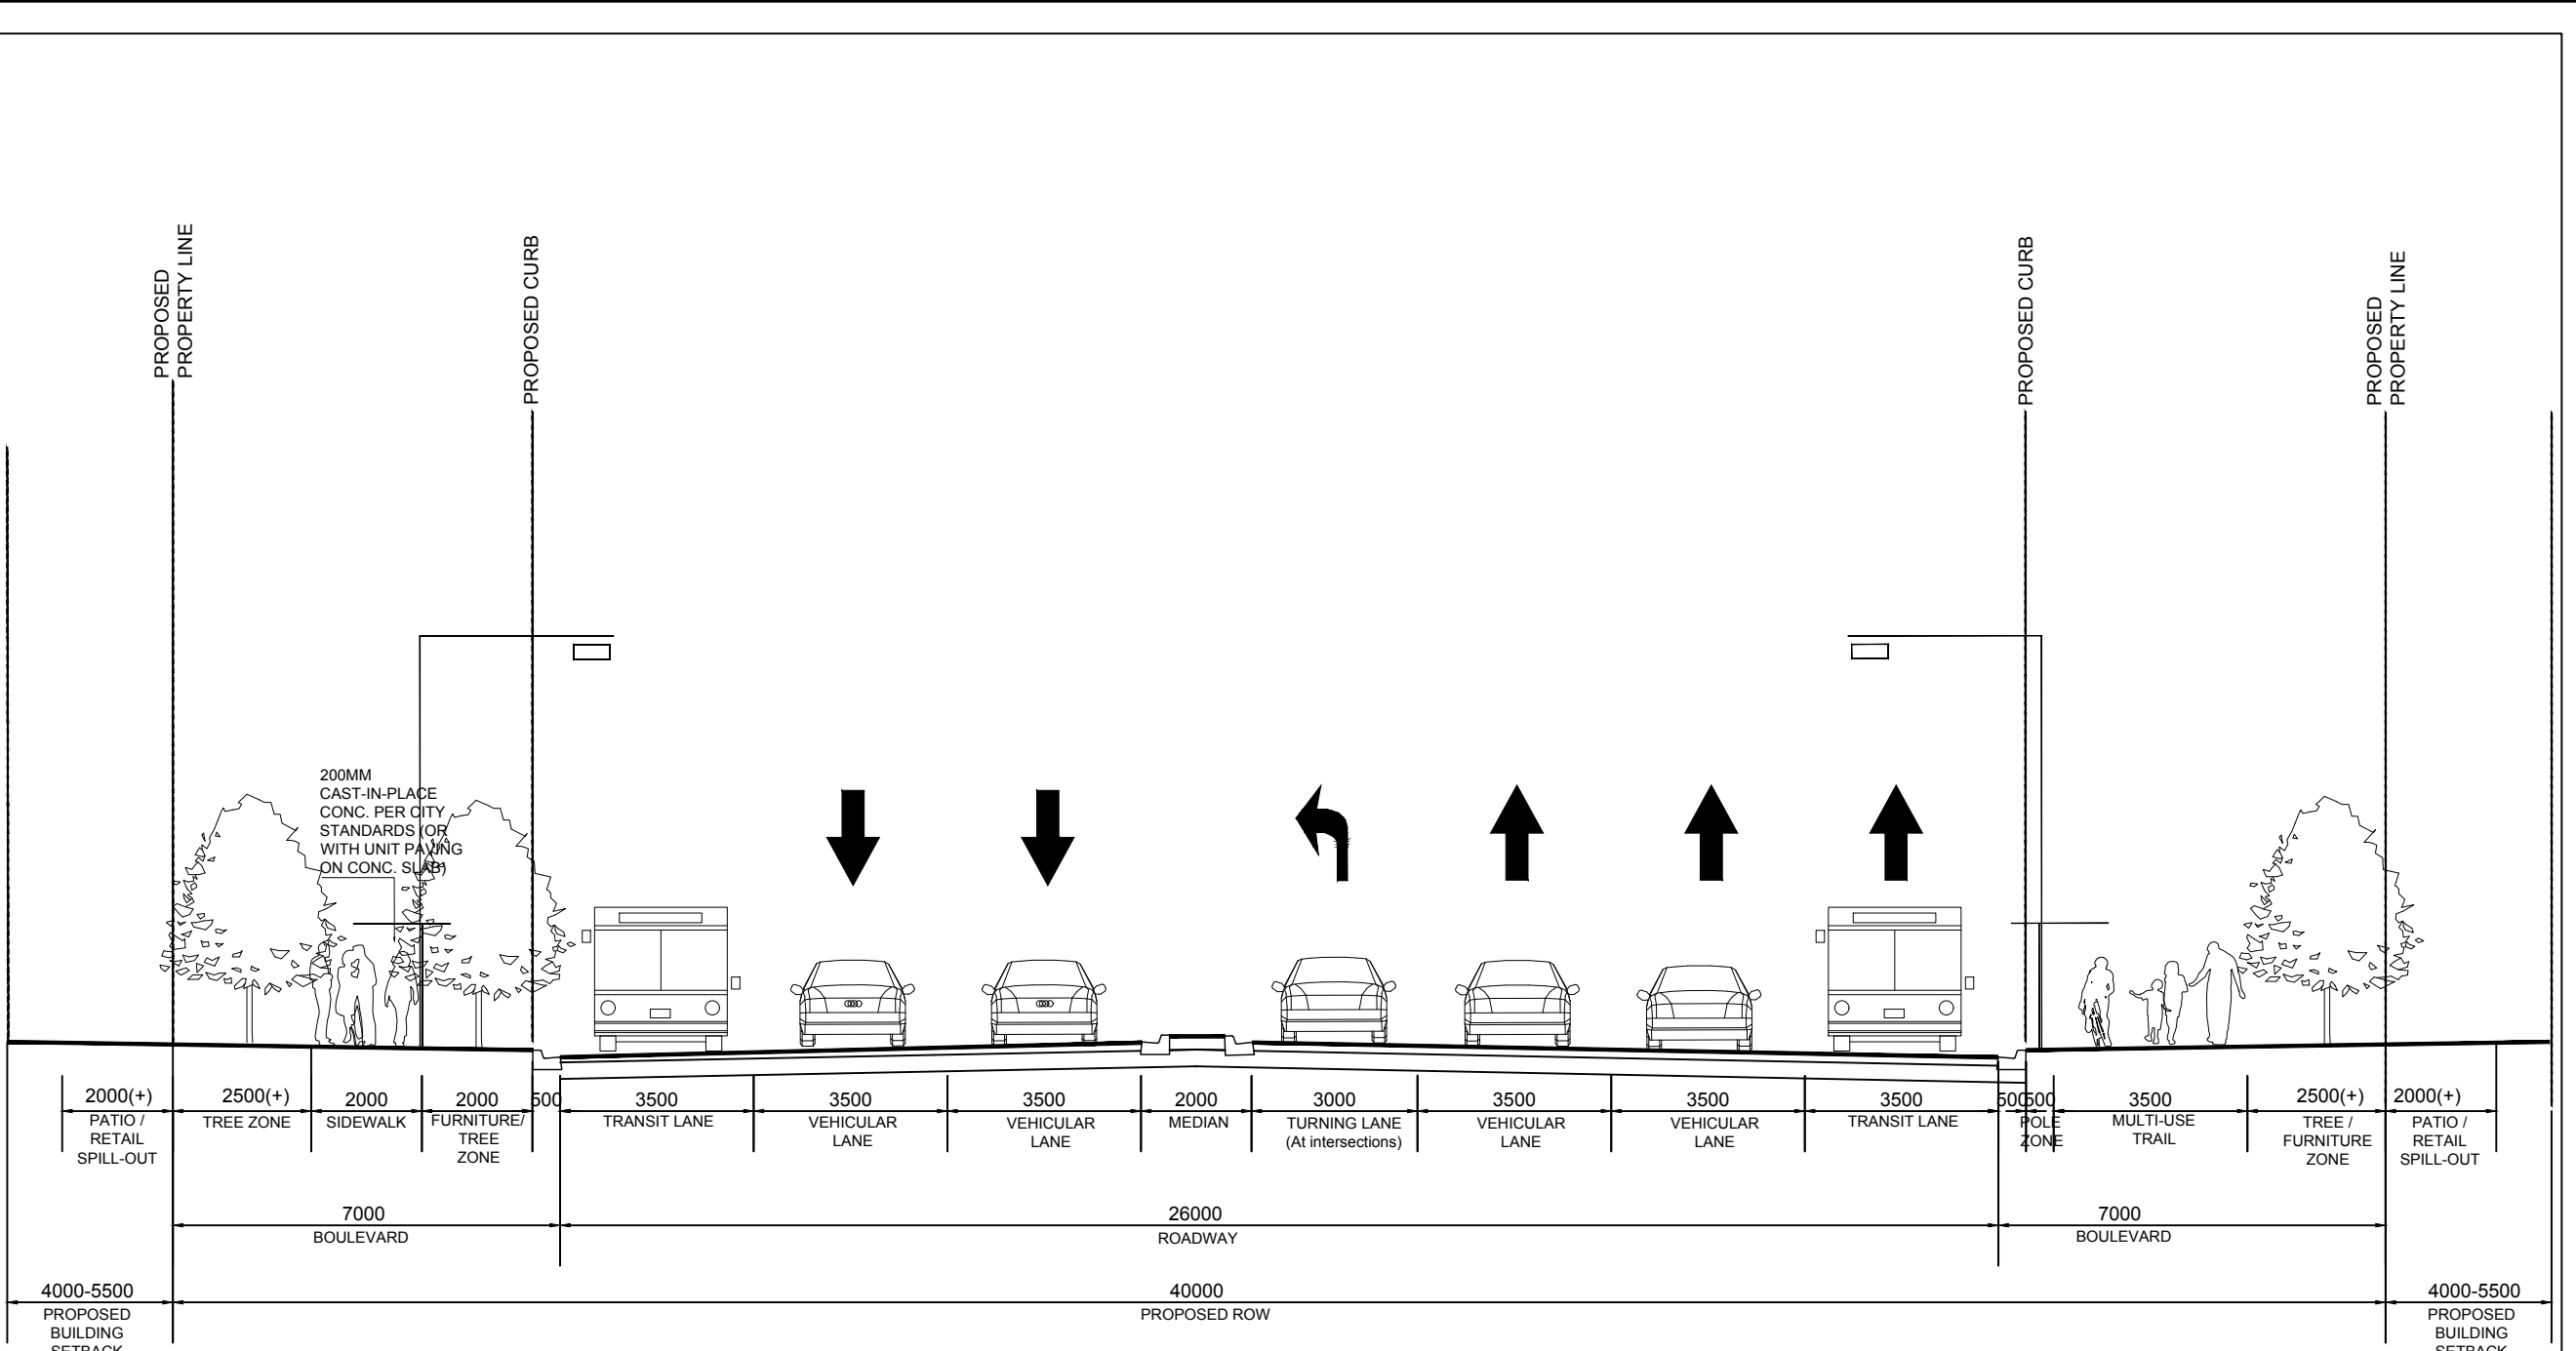 PROPOSED
PROPERTY LINE
PROPOSED CURB
PROPOSED CURB
PROPOSED
PROPERTY LINE
200MM
CAST-IN-PLACE
CONC. PER CITY
STANDARDS (OR
WITH UNIT PAVING
ON CONC. SLAB)
2000(+)
PATIO /
RETAIL
SPILL-OUT
2500(+)
TREE ZONE
2000
SIDEWALK
2000
FURNITURE/
TREE
ZONE
500
3500
TRANSIT LANE
3500
VEHICULAR
LANE
3500
VEHICULAR
LANE
2000
MEDIAN
3000
TURNING LANE
(At intersections)
3500
VEHICULAR
LANE
3500
VEHICULAR
LANE
3500
TRANSIT LANE
500
500
POLE
ZONE
3500
MULTI-USE
TRAIL
2500(+)
TREE /
FURNITURE
ZONE
2000(+)
PATIO /
RETAIL
SPILL-OUT
7000
BOULEVARD
26000
ROADWAY
7000
BOULEVARD
4000-5500
PROPOSED
BUILDING
SETBACK
40000
PROPOSED ROW
4000-5500
PROPOSED
BUILDING
SETBACK